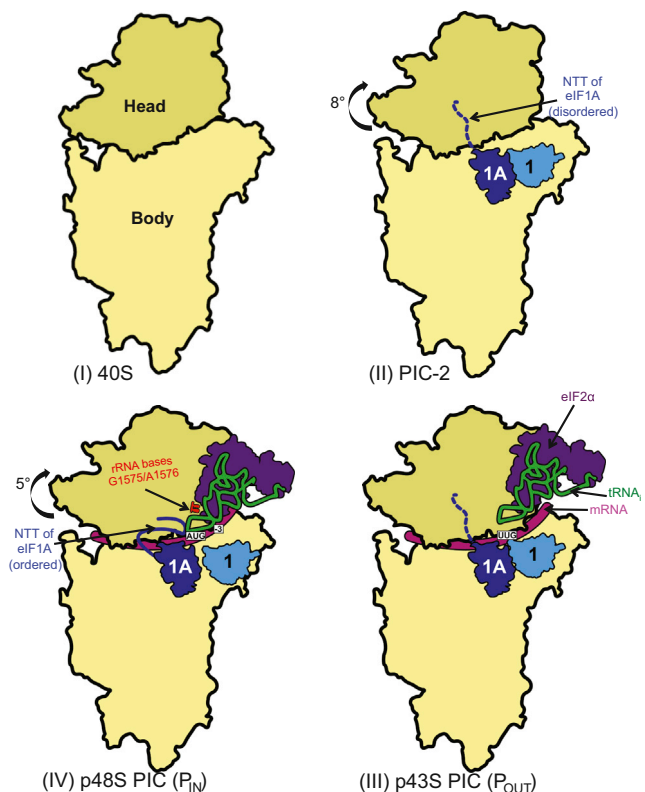 Head
Body
(I) 40S
8°
NTT of
eIF1A
(disordered)
1A
1
(II) PIC-2
5°
rRNA bases
G1575/A1576
NTT of
eIF1A
(ordered)
AUG
-3
1A
1
(IV) p48S PIC (PIN)
eIF2α
tRNAi
mRNA
UUG
1A
1
(III) p43S PIC (POUT)